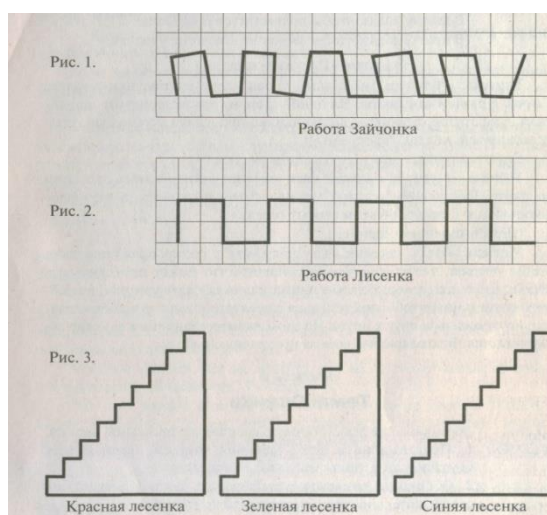 Рис. 1.
Работа Зайчонка
Рис. 2.
Работа Лисенка
Рис. 3.
Красная лесенка Зеленая лесенка Синяя лесенка